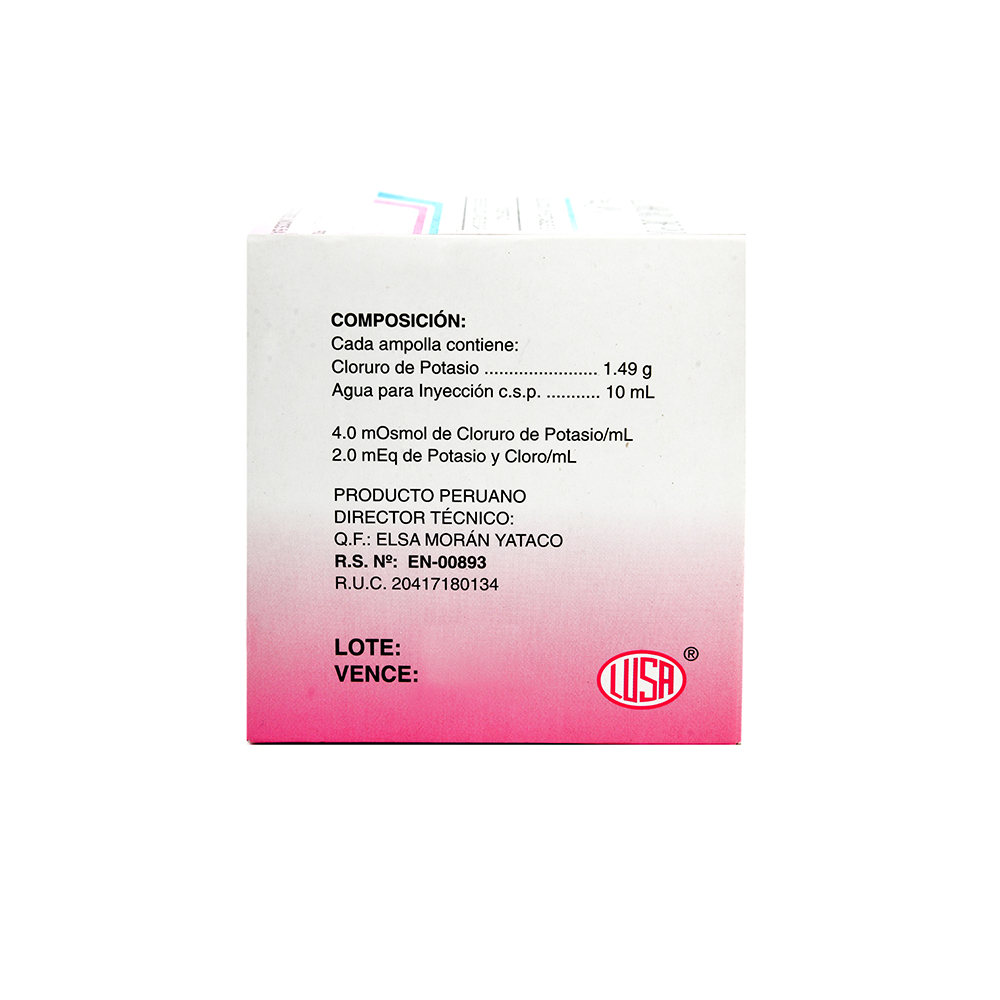 COMPOSICIÓN:
Cada ampolla contiene:
Cloruro de Potasio ....................... 1.49 g
Agua para Inyección c.s.p. ........... 10 mL
4.0 mOsmol de Cloruro de Potasio/mL
2.0 mEq de Potasio y Cloro/mL
PRODUCTO PERUANO
DIRECTOR TÉCNICO:
Q.F.: ELSA MORÁN YATACO
R.S. Nº: EN-00893
R.U.C. 20417180134
LOTE:
VENCE:
LUSA ®